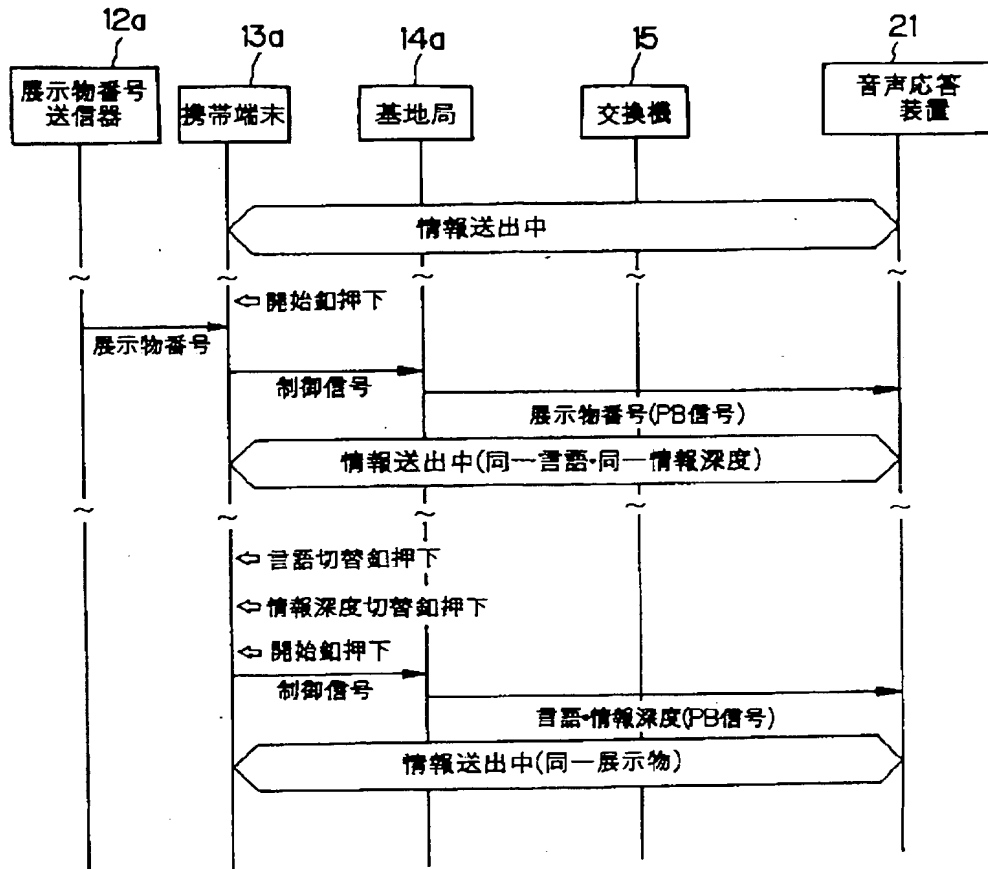 12a
13a
14a
15
21
展示物番号
送信器
携帯端末
基地局
交換機
音声応答
装置
情報送出中
⇦開始釦押下
展示物番号
制御信号
展示物番号(PB信号)
情報送出中(同一言語・同一情報深度)
⇦言語切替釦押下
⇦情報深度切替釦押下
⇦開始釦押下
制御信号
言語・情報深度(PB信号)
情報送出中(同一展示物)